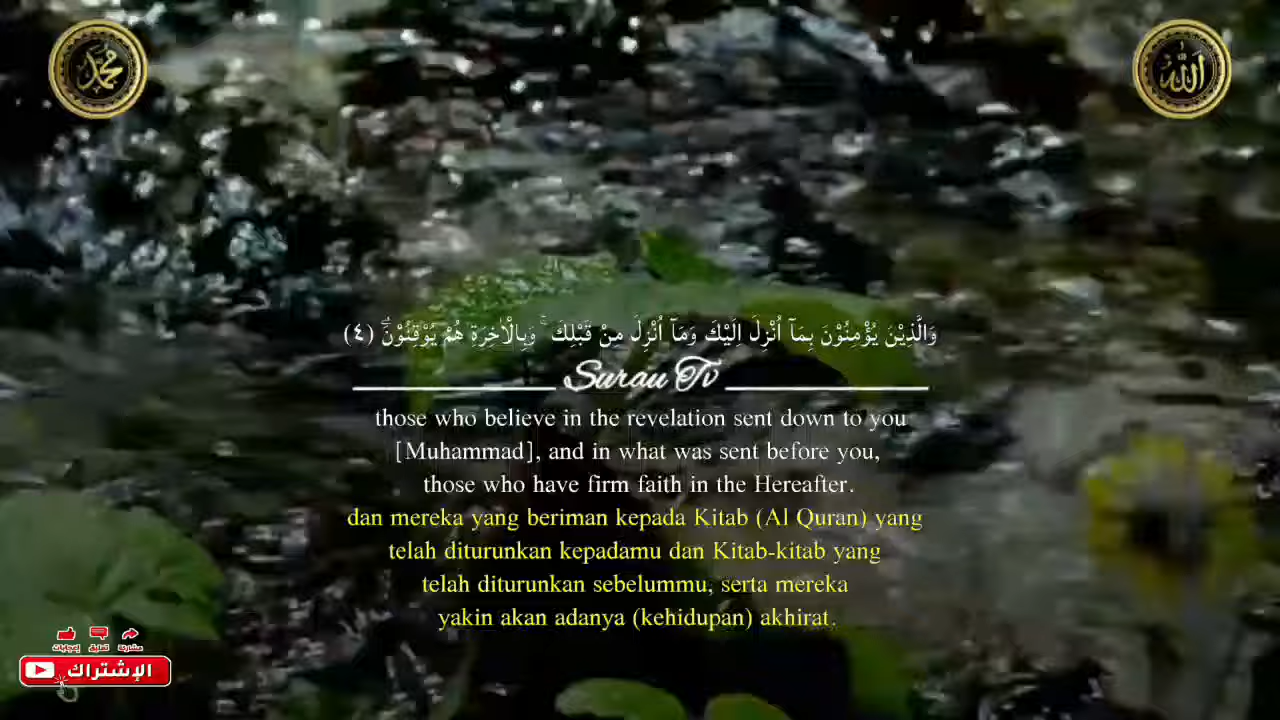 محمد
الله
وَالَّذِيْنَ يُؤْمِنُوْنَ بِمَآ اُنْزِلَ اِلَيْكَ وَمَآ اُنْزِلَ مِنْ قَبْلِكَ ۚ وَبِالْاٰخِرَةِ هُمْ يُوْقِنُوْنَۗ (٤)
Surau Tv
those who believe in the revelation sent down to you
[Muhammad], and in what was sent before you,
those who have firm faith in the Hereafter.
dan mereka yang beriman kepada Kitab (Al Quran) yang
telah diturunkan kepadamu dan Kitab-kitab yang
telah diturunkan sebelummu, serta mereka
yakin akan adanya (kehidupan) akhirat.
إعجابات تعليق مشاركة
الإشتراك